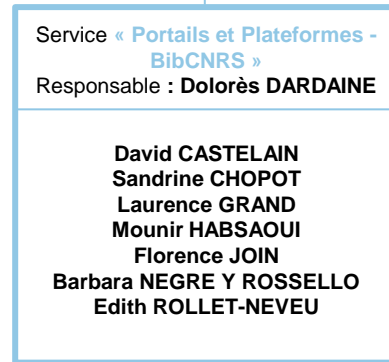 Service « Portails et Plateformes -
BibCNRS »
Responsable : Dolorès DARDAINE
David CASTELAIN
Sandrine CHOPOT
Laurence GRAND
Mounir HABSAOUI
Florence JOIN
Barbara NEGRE Y ROSSELLO
Edith ROLLET-NEVEU